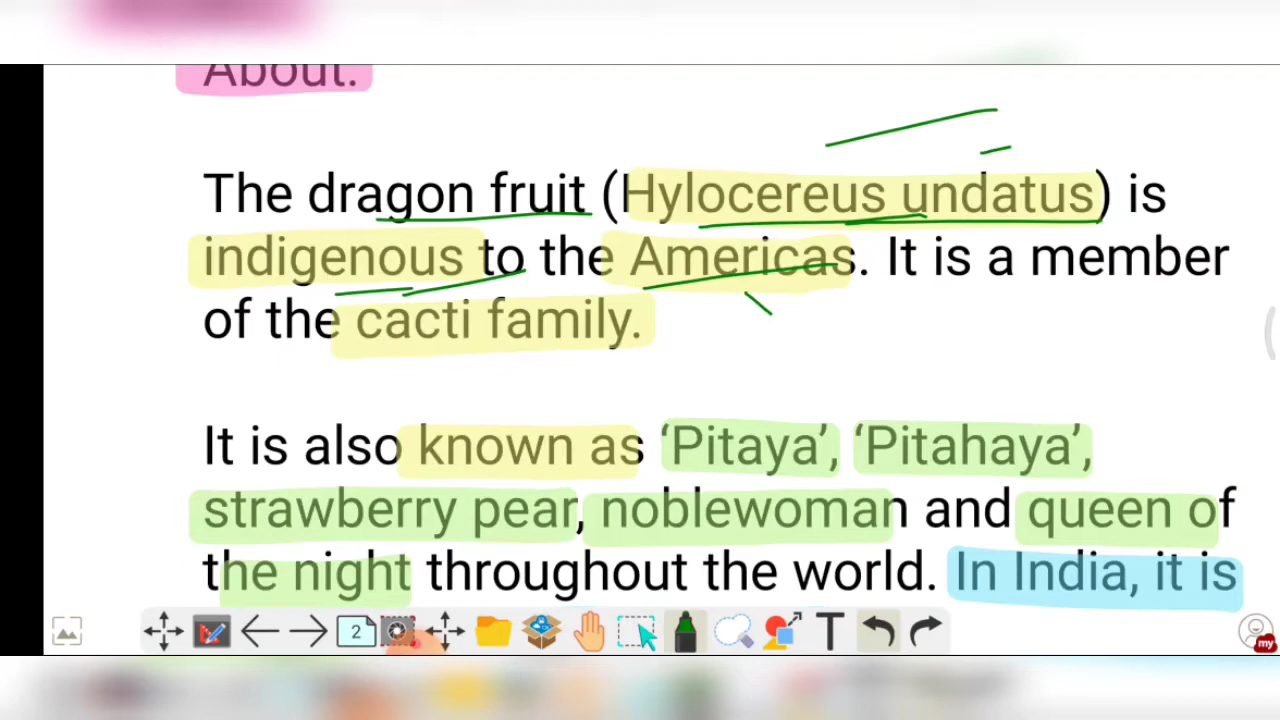 About.
The dragon fruit (Hylocereus undatus) is
indigenous to the Americas. It is a member
of the cacti family.
It is also known as ‘Pitaya’, ‘Pitahaya’,
strawberry pear, noblewoman and queen of
the night throughout the world. In India, it is
2
T
my